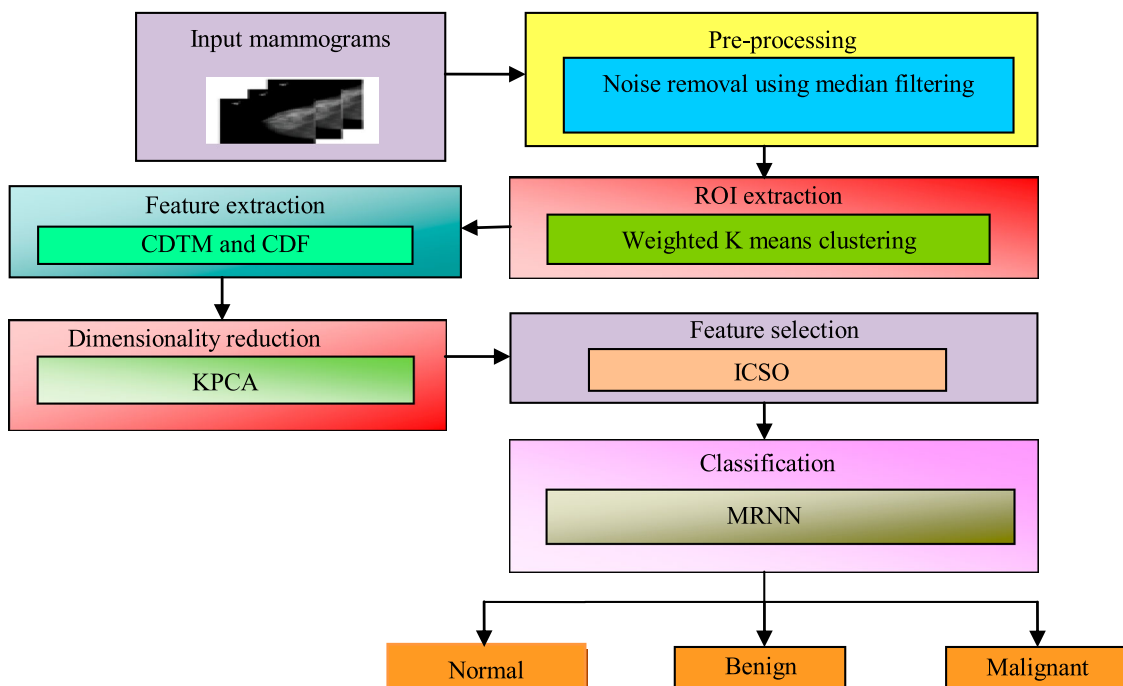 Input mammograms
Pre-processing
Noise removal using median filtering
ROI extraction
Weighted K means clustering
Feature extraction
CDTM and CDF
Dimensionality reduction
KPCA
Feature selection
ICSO
Classification
MRNN
Normal
Benign
Malignant